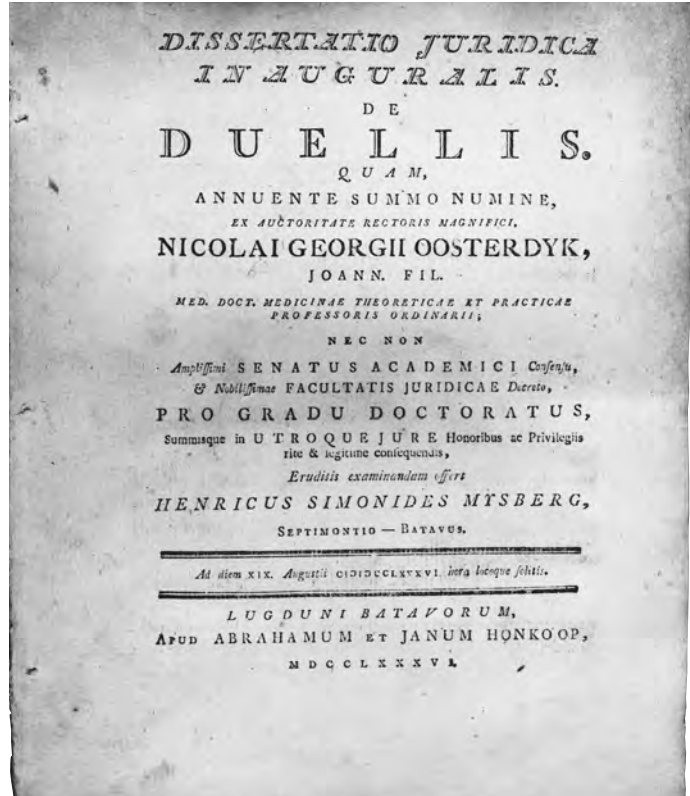 DISSERTATIO JURIDICA
INAUGURALIS.
DE
DUELLIS.
QUAM,
ANNUENTE SUMMO NUMINE,
EX AUCTORITATE RECTORIS MAGNIFICI.
NICOLAI GEORGII OOSTERDYK,
JOANN. FIL.
MED. DOCT. MEDICINAE THEORETICAE ET PRACTICAE
PROFESSORIS ORDINARII;
NEC NON
Ampliſſimi SENATUS ACADEMICI Conſenſu,
& Nobiliſſimae FACULTATIS JURIDICAE Decreto,
PRO GRADU DOCTORATUS,
Summisque in UTROQUE JURE Honoribus ac Privilegiis
rite & legitime conſequendis,
Eruditis examinandam offert
HENRICUS SIMONIDES MYSBERG,
SEPTIMONTIO — BATAVUS.
Ad diem XIX. Auguſtii CIƆIƆCCLXXXVI. hora locoque ſolitis.
LUGDUNI BATAVORUM,
APUD ABRAHAMUM ET JANUM HONKOOP,
MDCCLXXXVI.